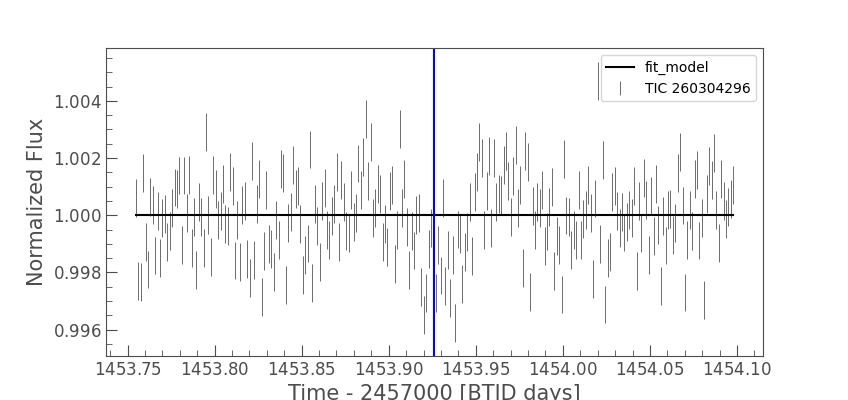 fit_model
TIC 260304296
1.004
1.002
1.000
0.998
0.996
Normalized Flux
1453.75 1453.80 1453.85 1453.90 1453.95 1454.00 1454.05 1454.10
Time - 2457000 [BTJD days]